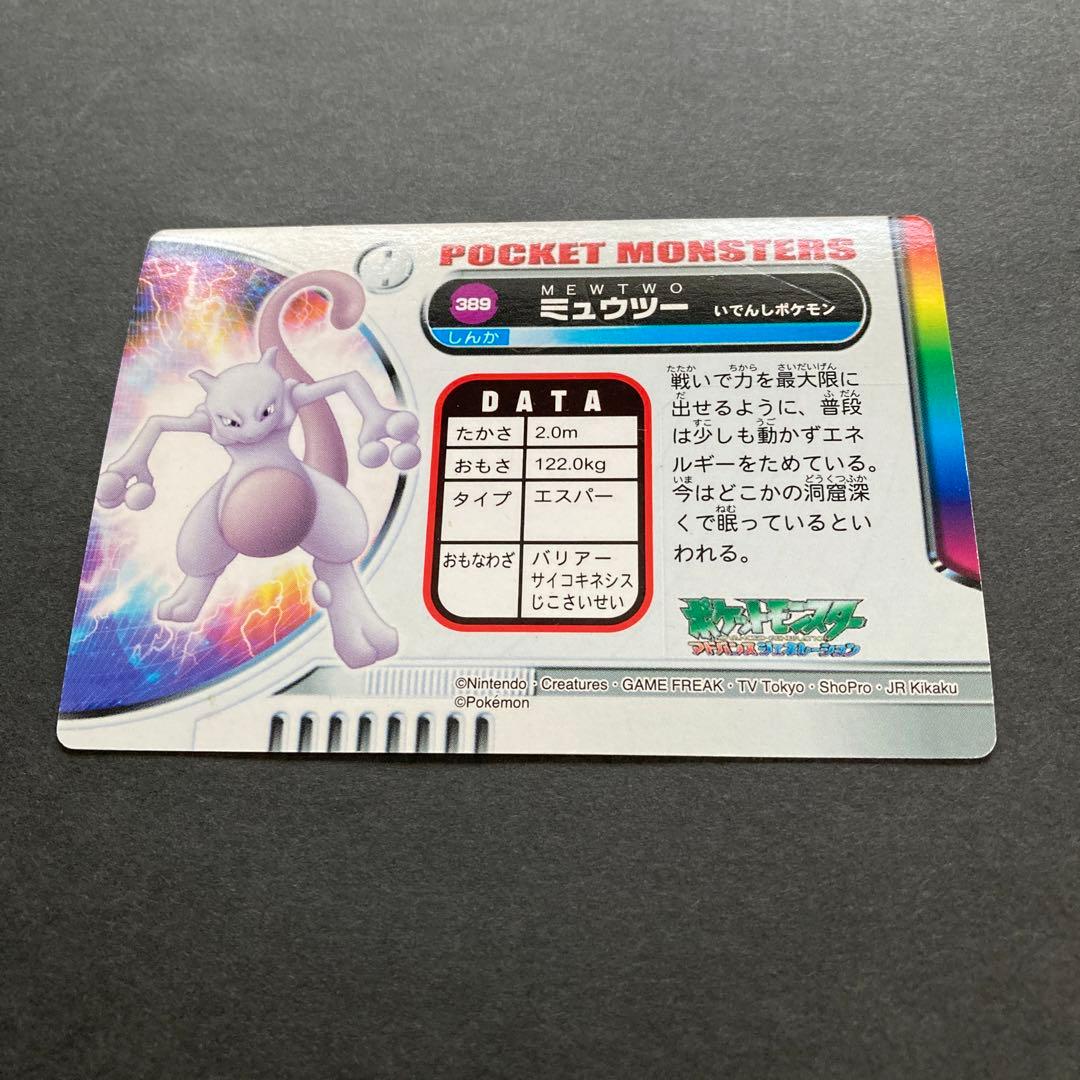 POCKET MONSTERS
MEWTWO
389 ミュウツー いでんしポケモン
しんか
DATA
たかさ 2.0m
おもさ 122.0kg
タイプ エスパー
おもなわざ バリアー
サイコキネシス
じこさいせい
戦いで力を最大限に
出せるように、普段
は少しも動かずエネ
ルギーをためている。
今はどこかの洞窟深
くで眠っているとい
われる。
ポケットモンスター
アドバンスジェネレーション
©Nintendo・Creatures・GAME FREAK・TV Tokyo・ShoPro・JR Kikaku
©Pokémon